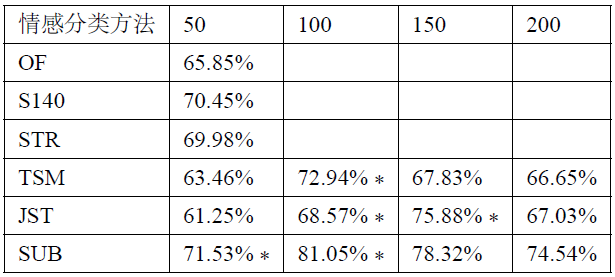 情感分类方法 50 100 150 200
OF 65.85%
S140 70.45%
STR 69.98%
TSM 63.46% 72.94% * 67.83% 66.65%
JST 61.25% 68.57% * 75.88% * 67.03%
SUB 71.53% * 81.05% * 78.32% 74.54%